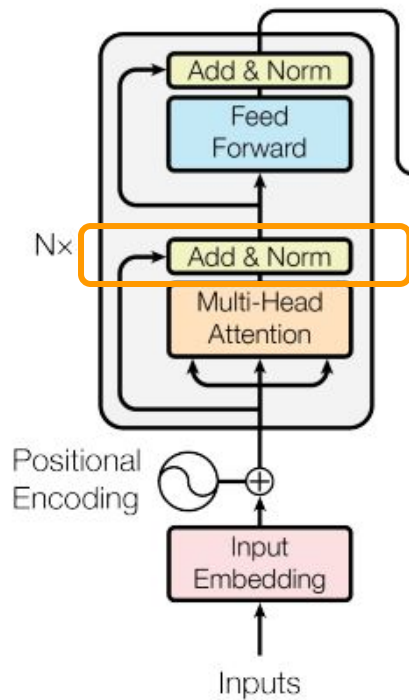 Add & Norm
Feed
Forward
N×
Add & Norm
Multi-Head
Attention
Positional
Encoding
Input
Embedding
Inputs